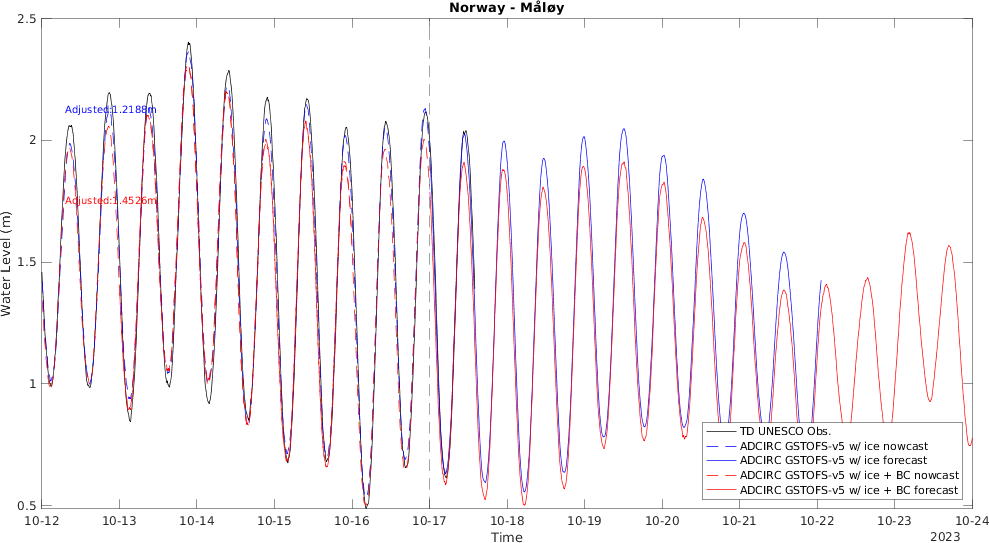 Norway - Måløy
2.5
2
1.5
1
0.5
Water Level (m)
Adjusted:1.2188m
Adjusted:1.4526m
TD UNESCO Obs.
ADCIRC GSTOFS-v5 w/ ice nowcast
ADCIRC GSTOFS-v5 w/ ice forecast
ADCIRC GSTOFS-v5 w/ ice + BC nowcast
ADCIRC GSTOFS-v5 w/ ice + BC forecast
10-12 10-13 10-14 10-15 10-16 10-17 10-18 10-19 10-20 10-21 10-22 10-23 10-24
Time
2023